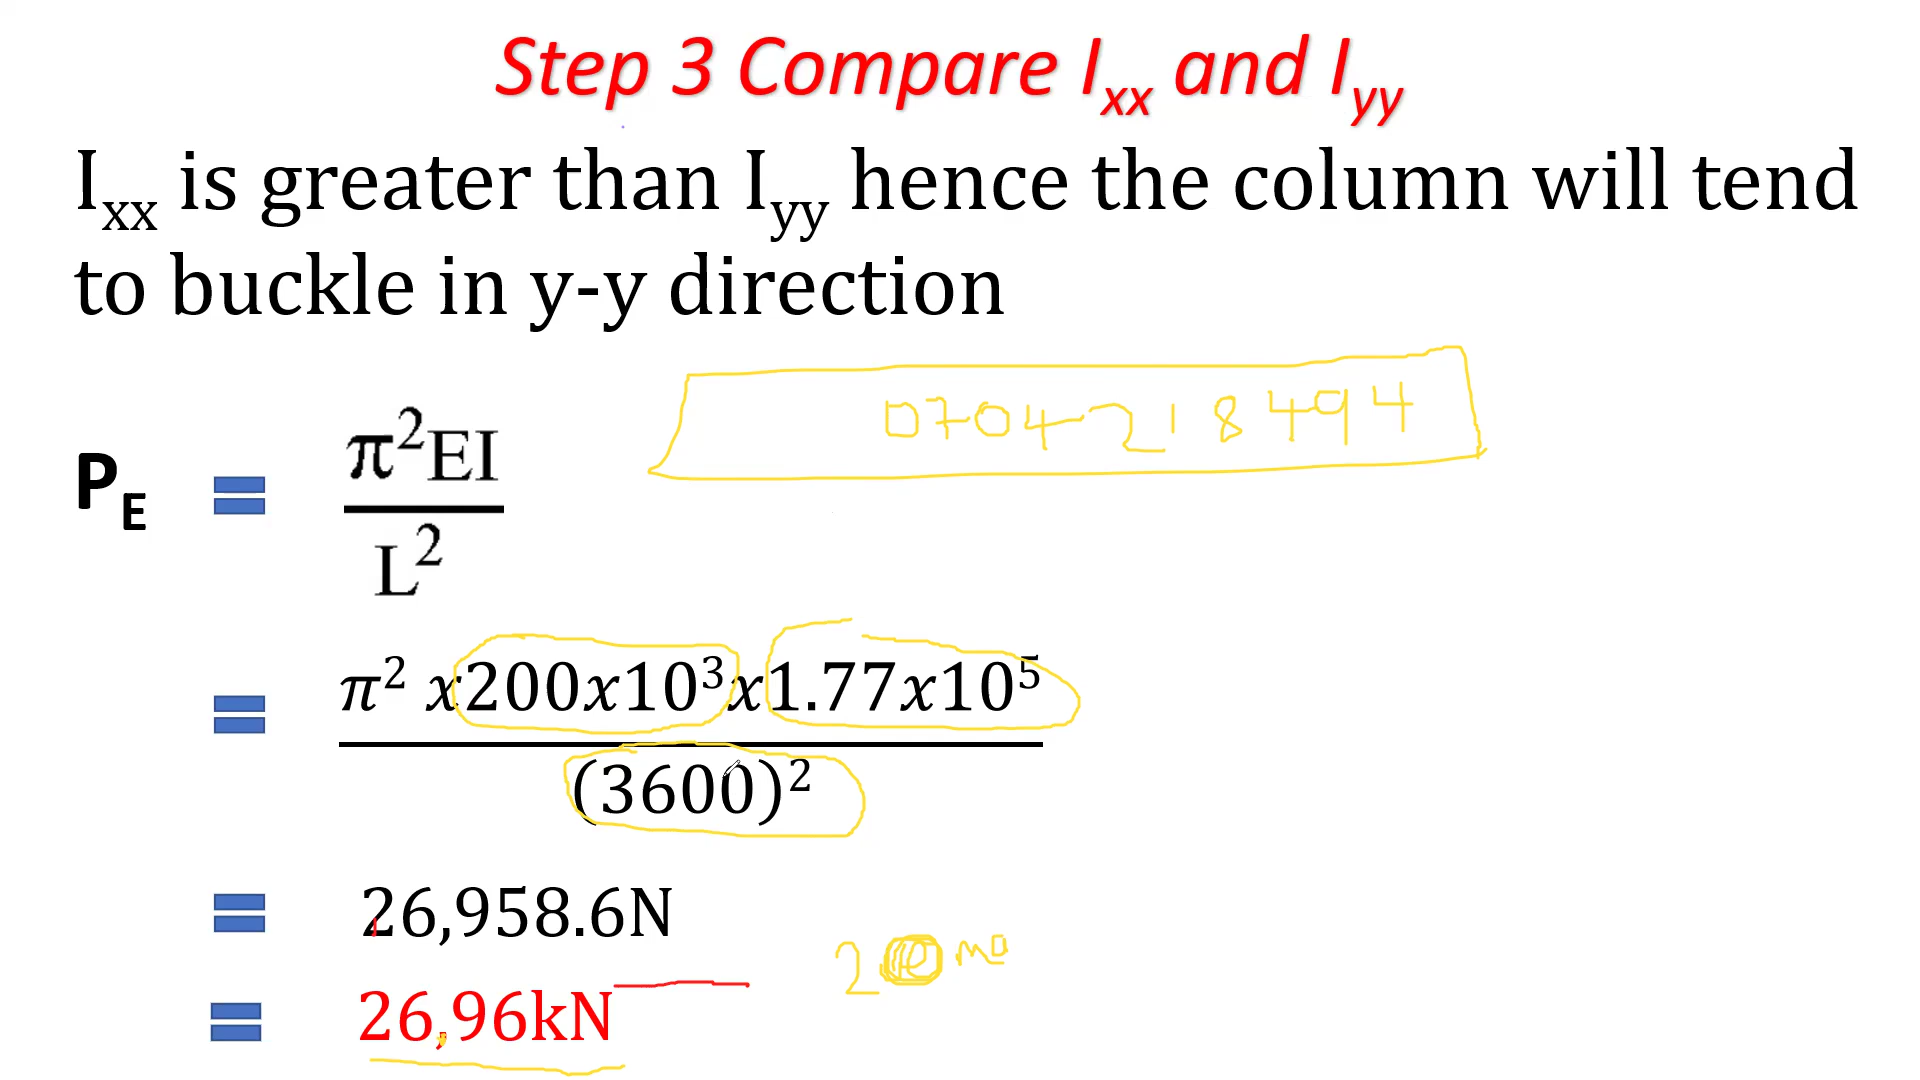 Step 3 Compare Ixx and Iyy
Ixx is greater than Iyy hence the column will tend
to buckle in y-y direction
0704218494
PE = π²EI
L²
= π² x200x10³x1.77x10⁵
(3600)²
= 26,958.6N
= 26,96kN